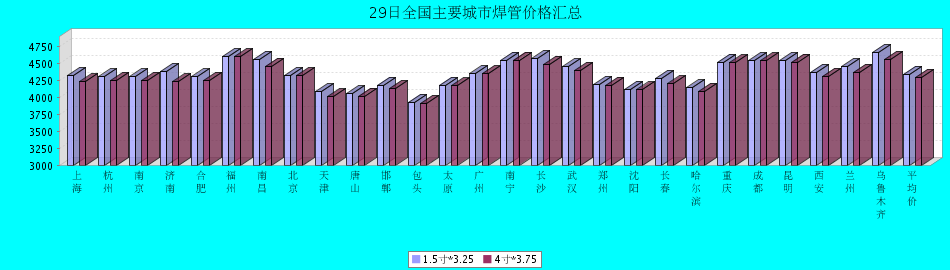 29日全国主要城市焊管价格汇总
4750
4500
4250
4000
3750
3500
3250
3000
上海
杭州
南京
济南
合肥
福州
南昌
北京
天津
唐山
邯郸
包头
太原
广州
南宁
长沙
武汉
郑州
沈阳
长春
哈尔滨
重庆
成都
昆明
西安
兰州
乌鲁木齐
平均价
1.5寸*3.25
4寸*3.75